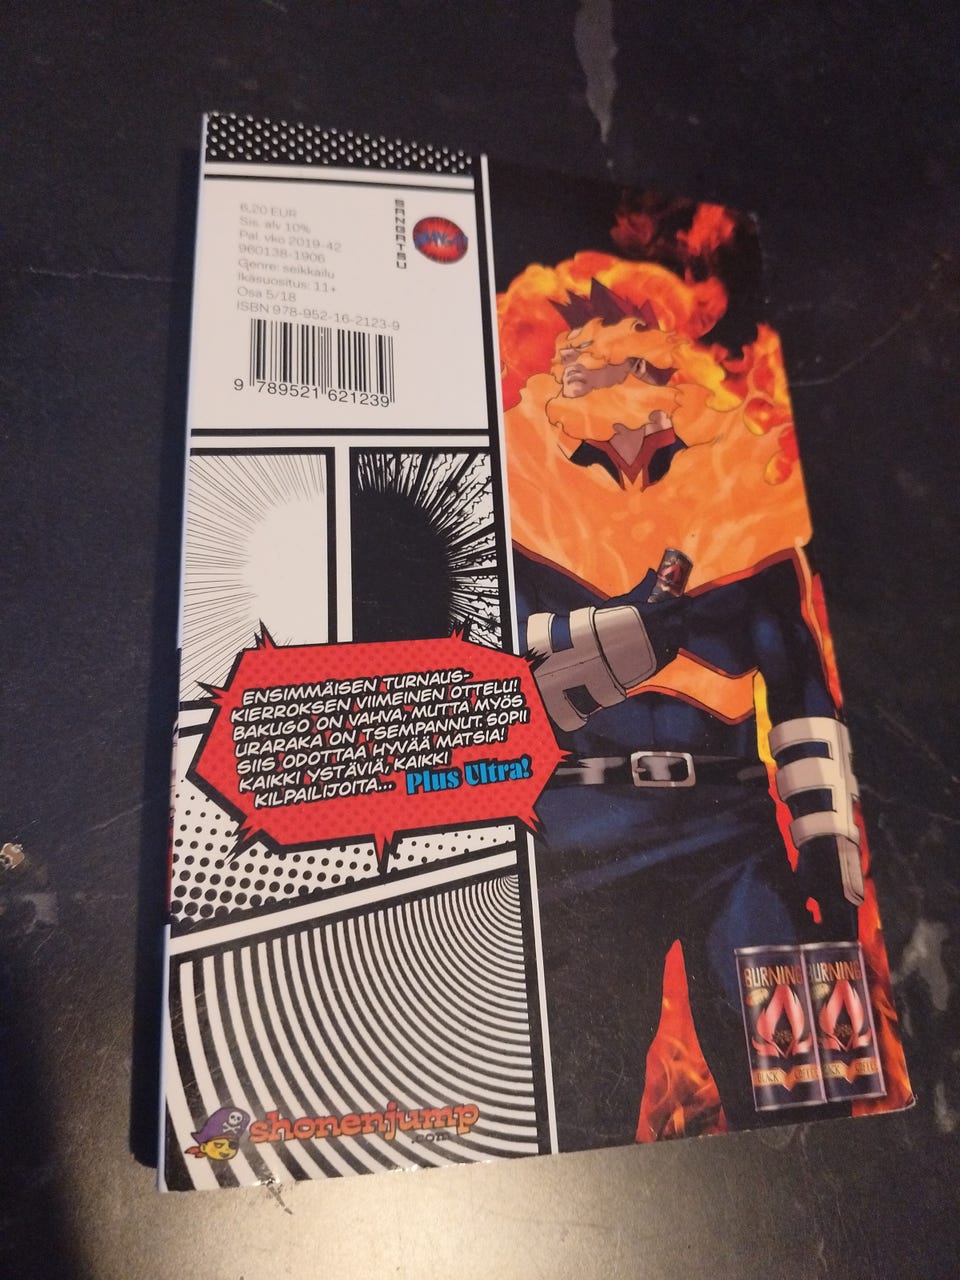 6,20 EUR
Sis. alv 10%
Pal. vko 2019-42
960138-1906
Genre: seikkailu
Ikäsuositus: 11+
Osa 5/18
ISBN 978-952-16-2123-9
SANGATSU
9 789521 621239
ENSIMMÄISEN TURNAUS-
KIERROKSEN VIIMEINEN OTTELU!
BAKUGO ON VAHVA, MUTTA MYÖS
URARAKA ON TSEMPANNUT. SOPII
SIIS ODOTTAA HYVÄÄ MATSIA!
KAIKKI YSTÄVIÄ, KAIKKI
KILPAILIJOITA... Plus Ultra!
BURNING BURNING
shonenjump
.com